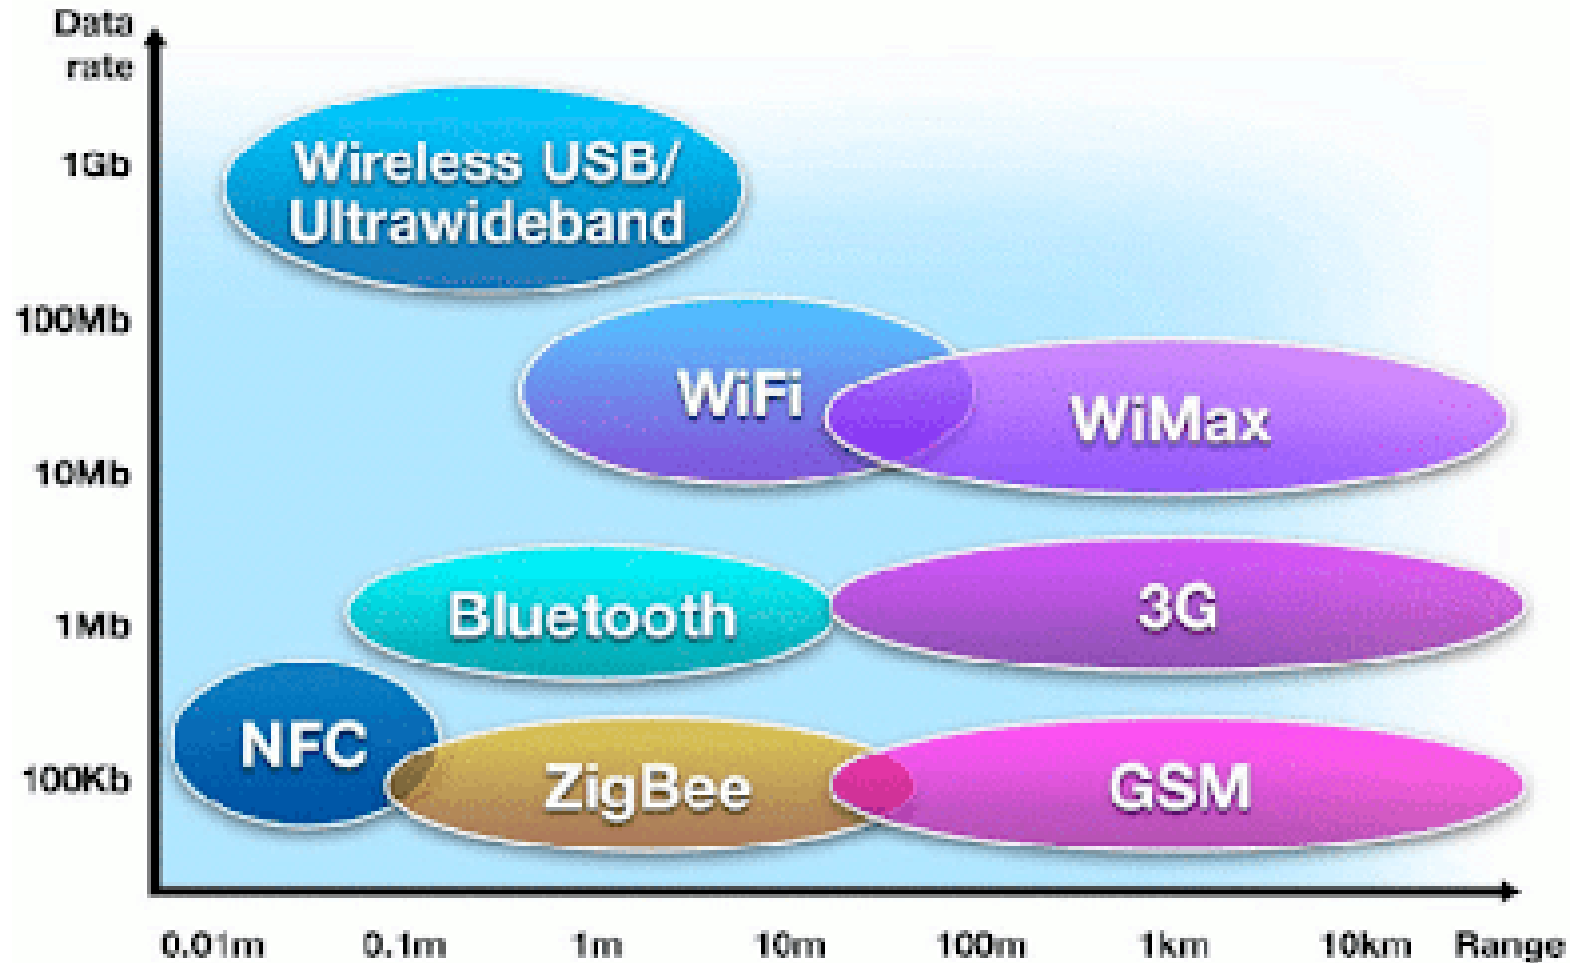 Data
rate
1Gb
100Mb
10Mb
1Mb
100Kb
Wireless USB/
Ultrawideband
WiFi
WiMax
Bluetooth
3G
NFC
ZigBee
GSM
0.01m 0.1m 1m 10m 100m 1km 10km Range